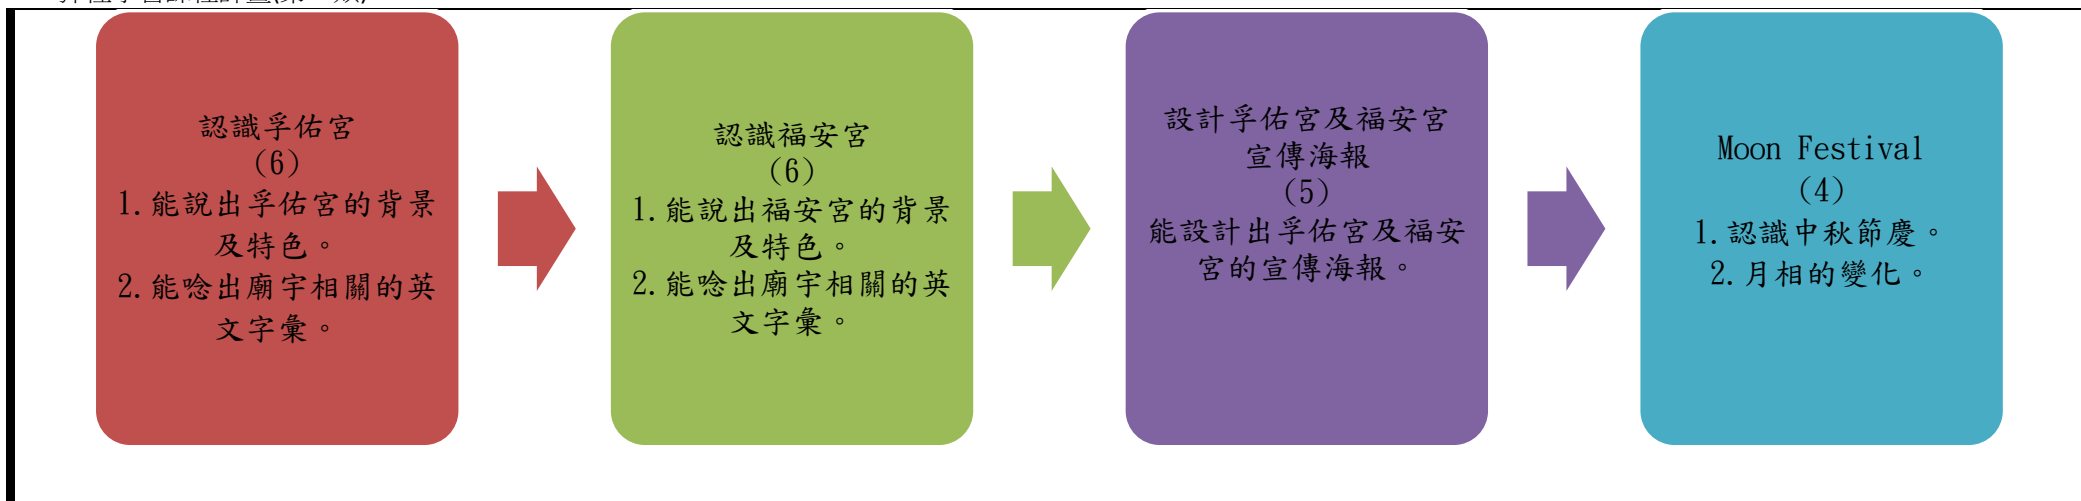 認識孚佑宮
(6)
1.能說出孚佑宮的背景
及特色。
2.能唸出廟宇相關的英
文字彙。
認識福安宮
(6)
1.能說出福安宮的背景
及特色。
2.能唸出廟宇相關的英
文字彙。
設計孚佑宮及福安宮
宣傳海報
(5)
能設計出孚佑宮及福安
宮的宣傳海報。
Moon Festival
(4)
1.認識中秋節慶。
2.月相的變化。